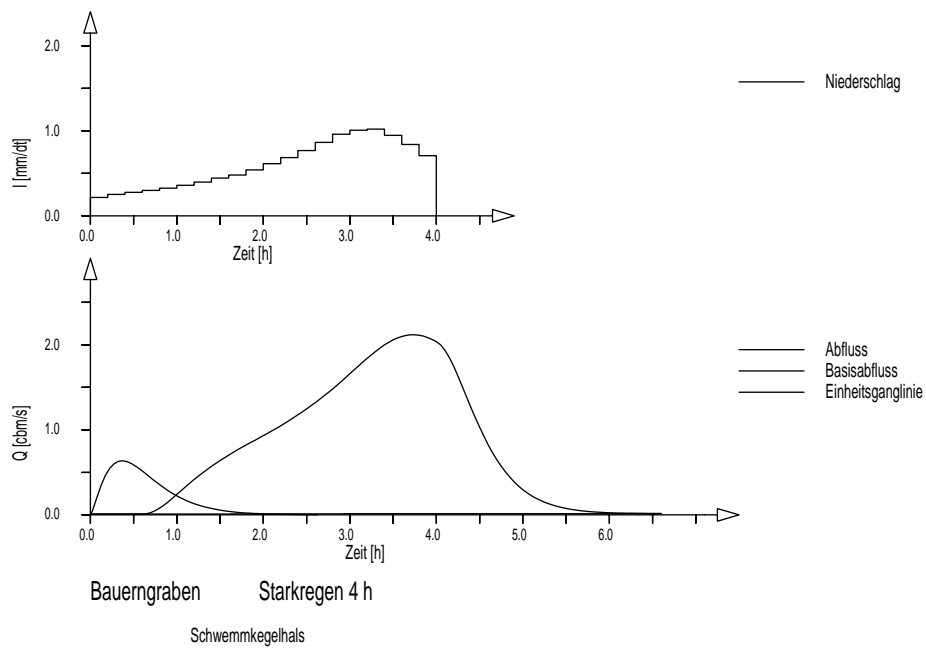 2.0
1.0
0.0
I [mm/dt]
0.0 1.0 2.0 3.0 4.0
Zeit [h]
Niederschlag
2.0
1.0
0.0
Q [cbm/s]
0.0 1.0 2.0 3.0 4.0 5.0 6.0
Zeit [h]
Abfluss
Basisabfluss
Einheitsganglinie
Bauerngraben Starkregen 4 h
Schwemmkegelhals